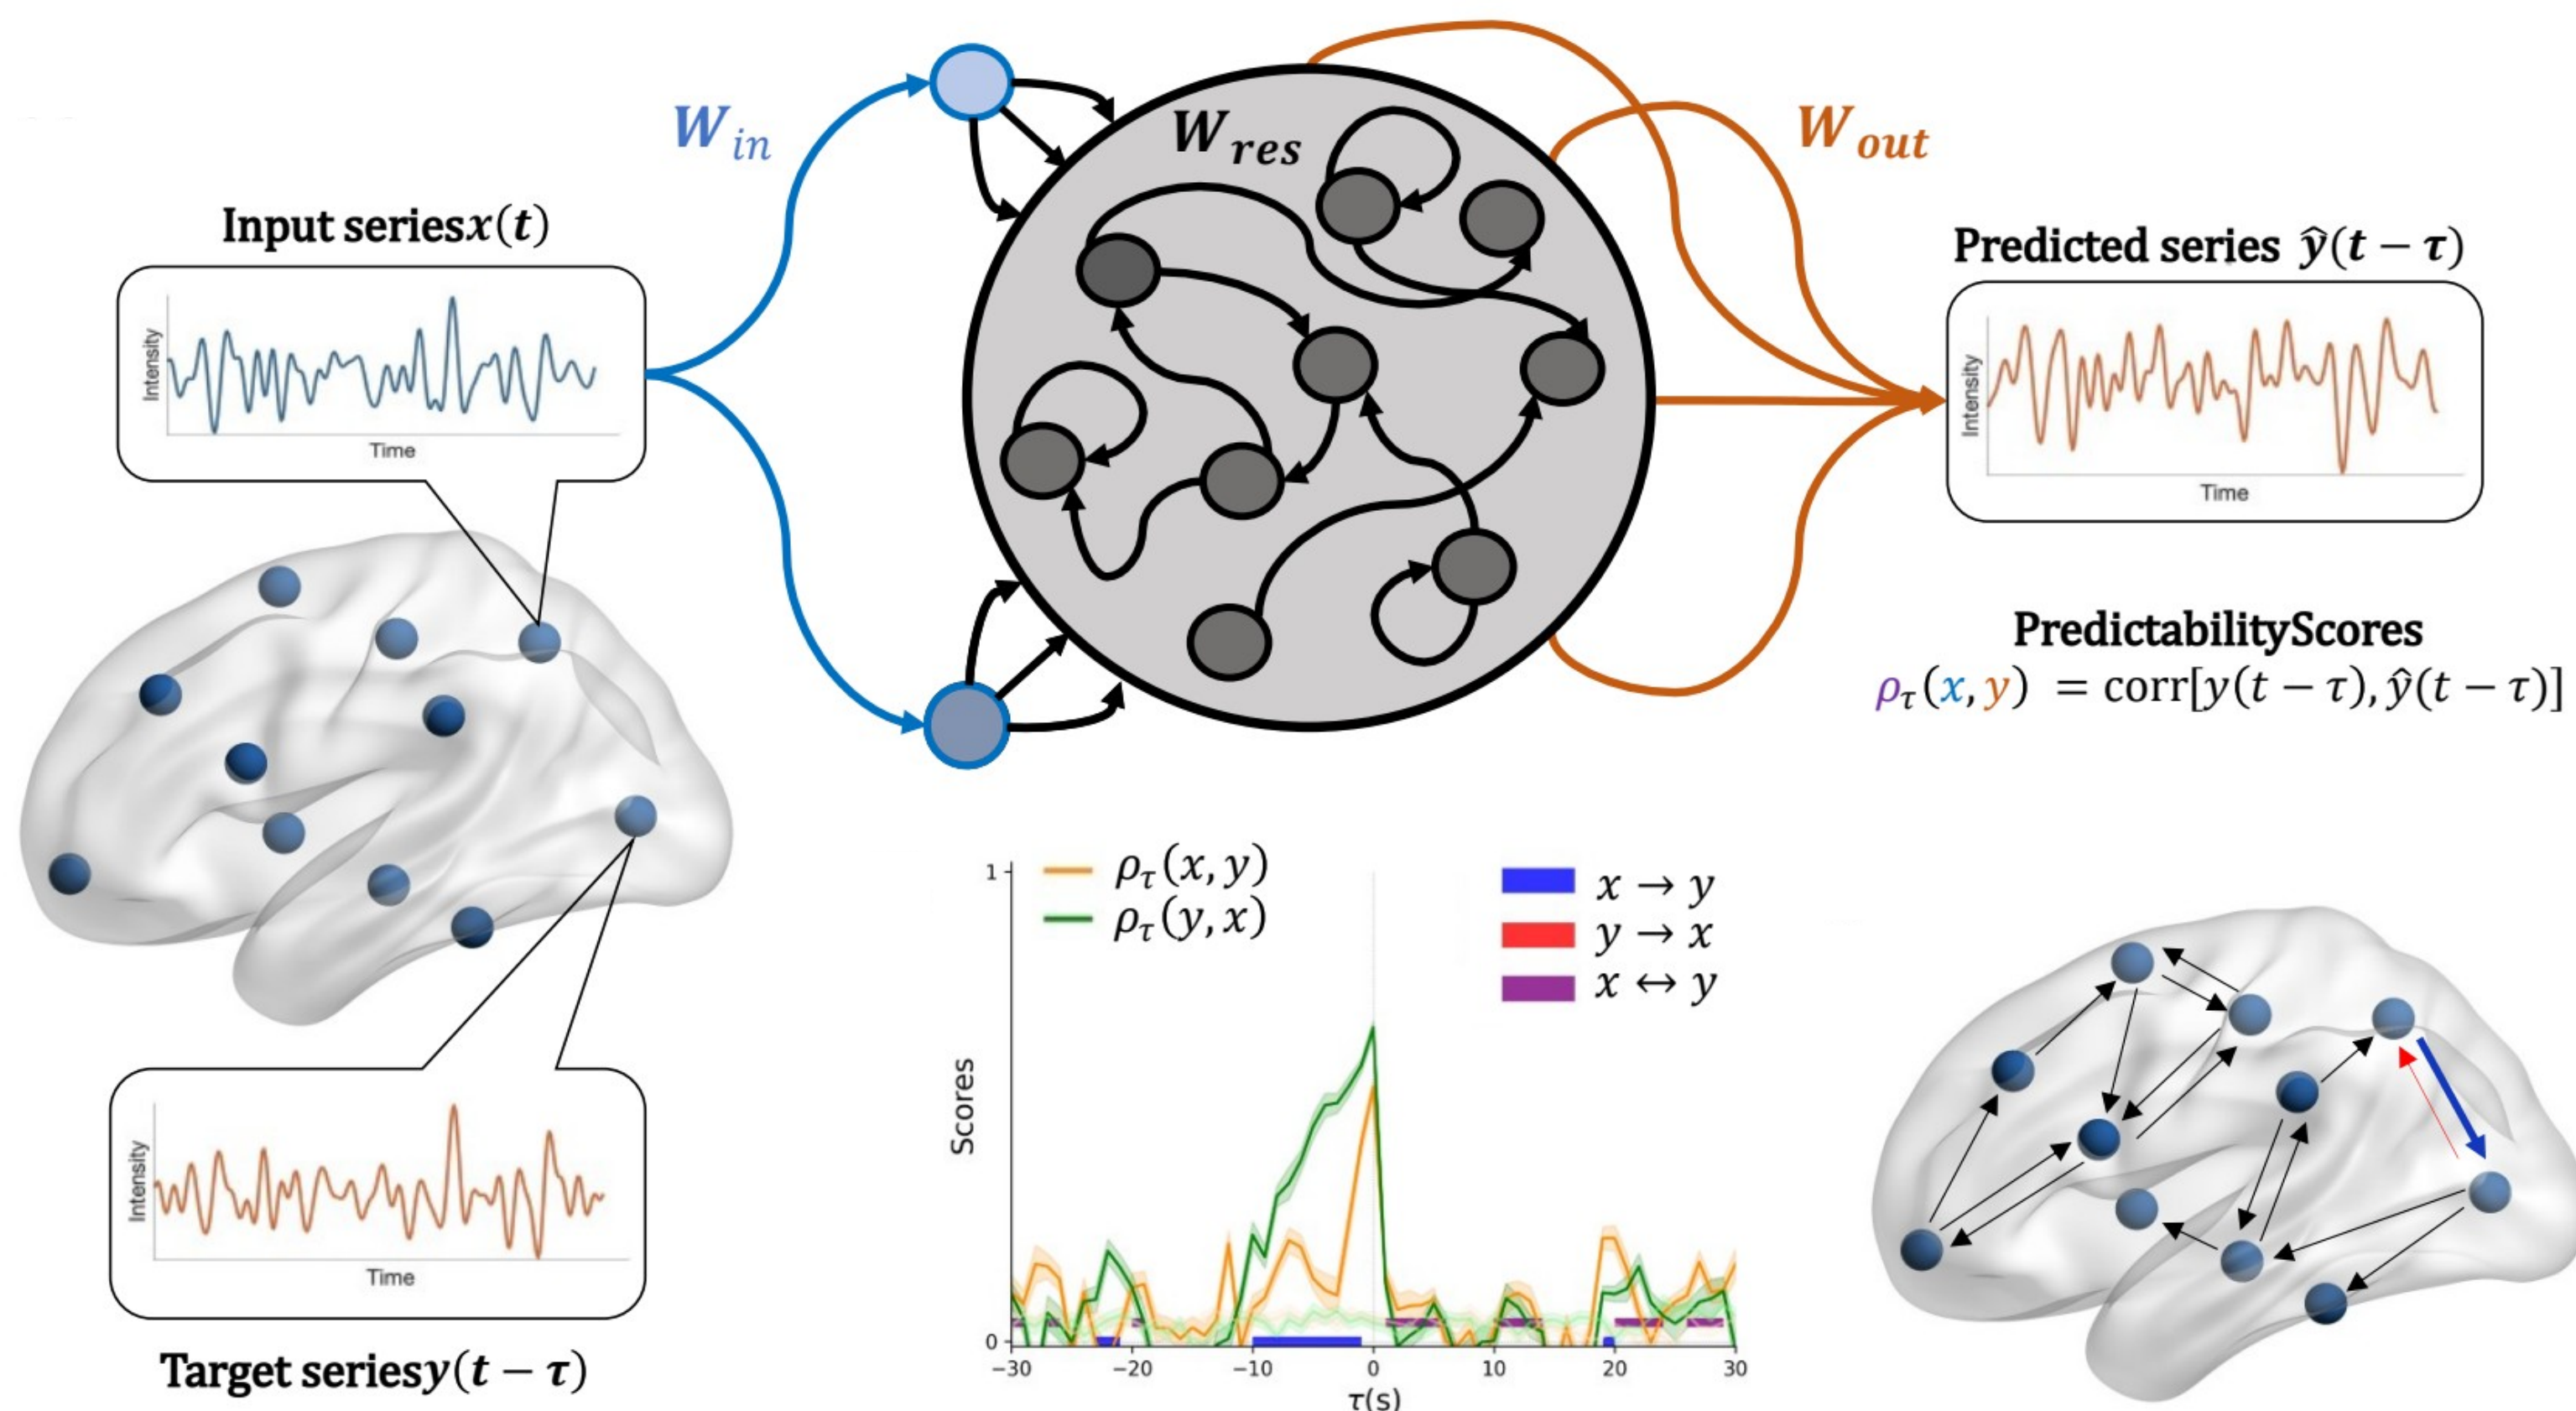 W_in
W_res
W_out
Input seriesx(t)
Intensity
Time
Predicted series ŷ(t − τ)
Intensity
Time
PredictabilityScores
ρ_τ(x, y) = corr[y(t − τ), ŷ(t − τ)]
Intensity
Time
Target seriesy(t − τ)
ρ_τ(x, y)
ρ_τ(y, x)
x → y
y → x
x ↔ y
Scores
1
0
−30 −20 −10 0 10 20 30
τ(s)